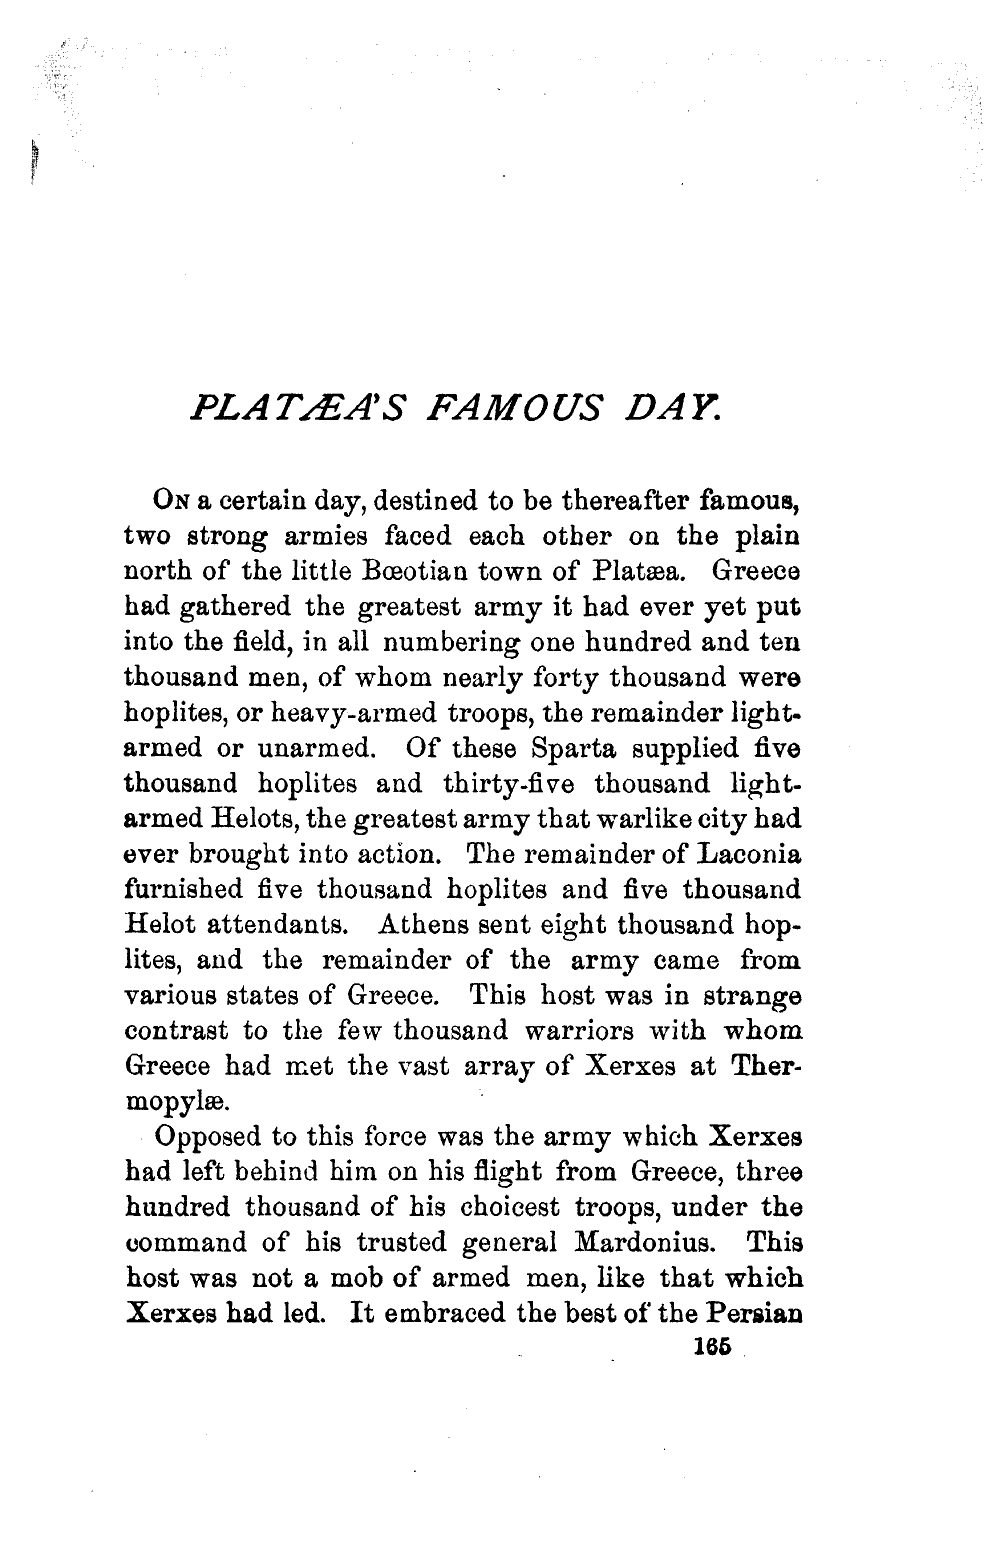 PLATÆA'S FAMOUS DAY.
ON a certain day, destined to be thereafter famous,
two strong armies faced each other on the plain
north of the little Bœotian town of Platæa. Greece
had gathered the greatest army it had ever yet put
into the field, in all numbering one hundred and ten
thousand men, of whom nearly forty thousand were
hoplites, or heavy-armed troops, the remainder light-
armed or unarmed. Of these Sparta supplied five
thousand hoplites and thirty-five thousand light-
armed Helots, the greatest army that warlike city had
ever brought into action. The remainder of Laconia
furnished five thousand hoplites and five thousand
Helot attendants. Athens sent eight thousand hop-
lites, and the remainder of the army came from
various states of Greece. This host was in strange
contrast to the few thousand warriors with whom
Greece had met the vast array of Xerxes at Ther-
mopylæ.
Opposed to this force was the army which Xerxes
had left behind him on his flight from Greece, three
hundred thousand of his choicest troops, under the
command of his trusted general Mardonius. This
host was not a mob of armed men, like that which
Xerxes had led. It embraced the best of the Persian
165